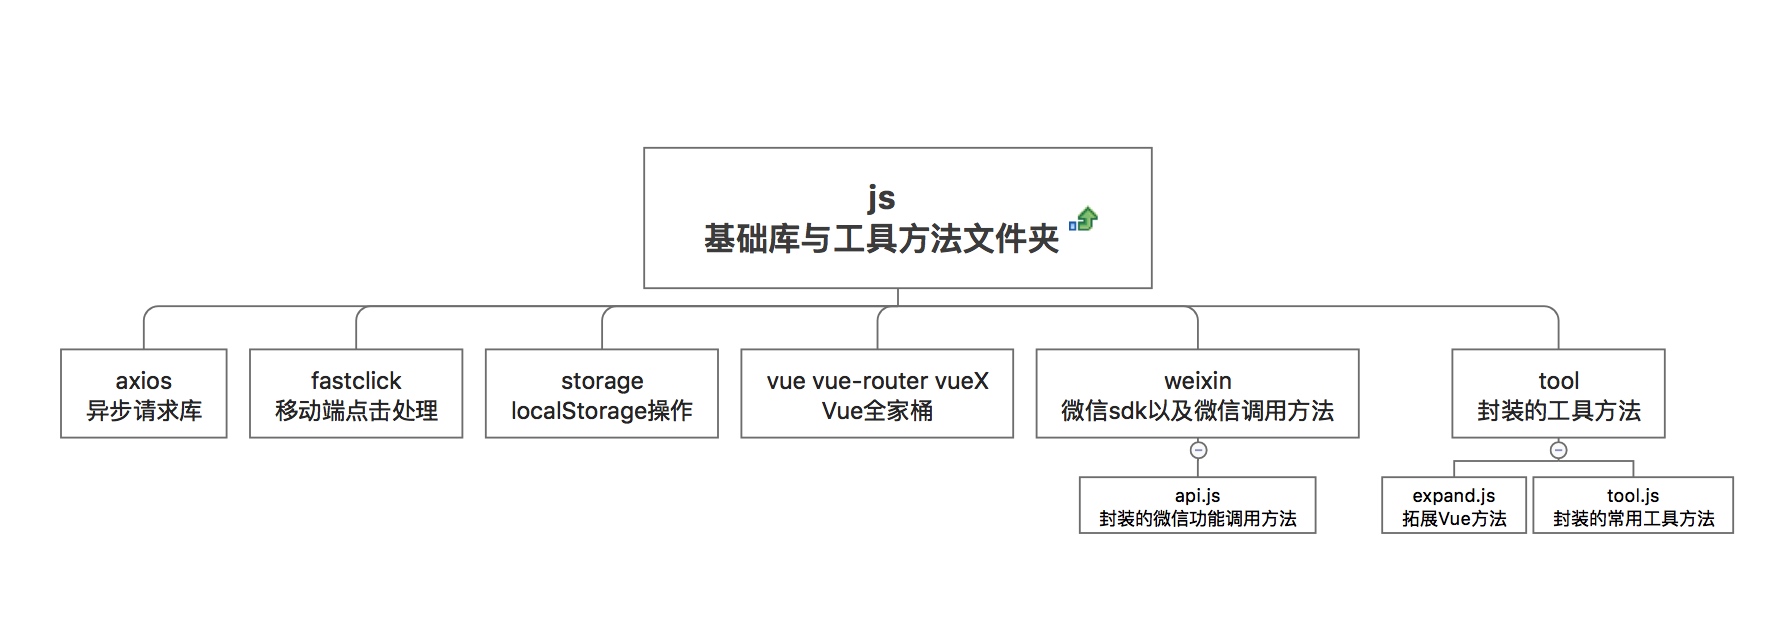 js
基础库与工具方法文件夹
axios
异步请求库
fastclick
移动端点击处理
storage
localStorage操作
vue vue-router vueX
Vue全家桶
weixin
微信sdk以及微信调用方法
tool
封装的工具方法
api.js
封装的微信功能调用方法
expand.js
拓展Vue方法
tool.js
封装的常用工具方法